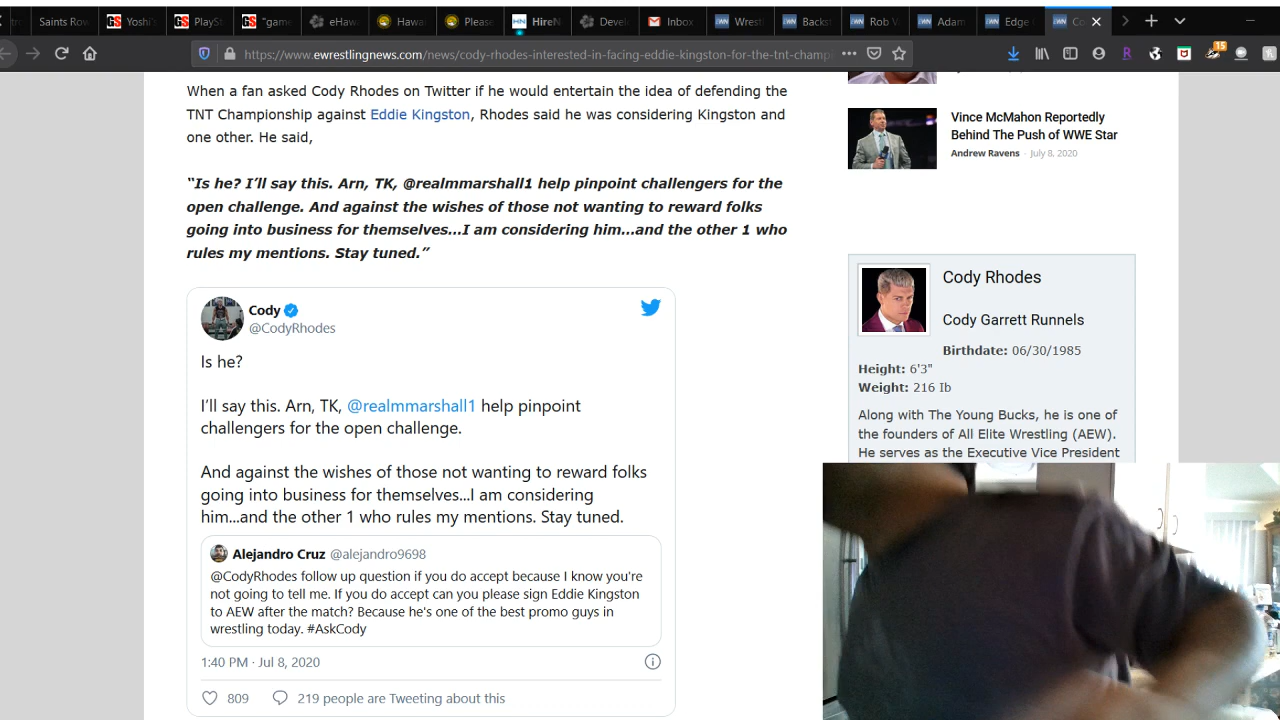 Saints Row
GS Yoshi'
GS PlaySt
GS "game
eHaw
Hawai
Please
HN HireN
Devel
Inbox
Wrest
Backst
Rob V
Adam
Edge
Co
https://www.ewrestlingnews.com/news/cody-rhodes-interested-in-facing-eddie-kingston-for-the-tnt-champ
15
When a fan asked Cody Rhodes on Twitter if he would entertain the idea of defending the
TNT Championship against Eddie Kingston, Rhodes said he was considering Kingston and
one other. He said,
“Is he? I’ll say this. Arn, TK, @realmmarshall1 help pinpoint challengers for the
open challenge. And against the wishes of those not wanting to reward folks
going into business for themselves…I am considering him…and the other 1 who
rules my mentions. Stay tuned.”
Cody
@CodyRhodes
Is he?
I’ll say this. Arn, TK, @realmmarshall1 help pinpoint
challengers for the open challenge.
And against the wishes of those not wanting to reward folks
going into business for themselves...I am considering
him...and the other 1 who rules my mentions. Stay tuned.
Alejandro Cruz @alejandro9698
@CodyRhodes follow up question if you do accept because I know you're
not going to tell me. If you do accept can you please sign Eddie Kingston
to AEW after the match? Because he's one of the best promo guys in
wrestling today. #AskCody
1:40 PM · Jul 8, 2020
809 219 people are Tweeting about this
Vince McMahon Reportedly
Behind The Push of WWE Star
Andrew Ravens - July 8, 2020
Cody Rhodes
Cody Garrett Runnels
Birthdate: 06/30/1985
Height: 6'3"
Weight: 216 lb
Along with The Young Bucks, he is one of
the founders of All Elite Wrestling (AEW).
He serves as the Executive Vice President